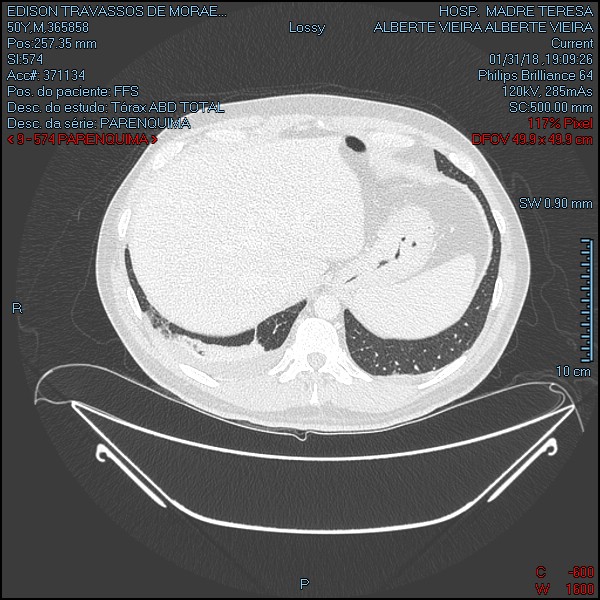 EDISON TRAVASSOS DE MORAE...
50Y,M,365858
Pos:257.35 mm
SI:574
Acc#: 371134
Pos. do paciente: FFS
Desc. do estudo: Tórax ABD TOTAL
Desc. da série: PARENQUIMA
< 9 - 574 PARENQUIMA >
Lossy
HOSP. MADRE TERESA
ALBERTE VIEIRA ALBERTE VIEIRA
Current
01/31/18 ,19:09:26
Philips Brilliance 64
120kV, 285mAs
SC:500.00 mm
117% Pixel
DFOV 49.9 x 49.9 cm
SW 0.90 mm
R
10 cm
P
C -600
W 1600